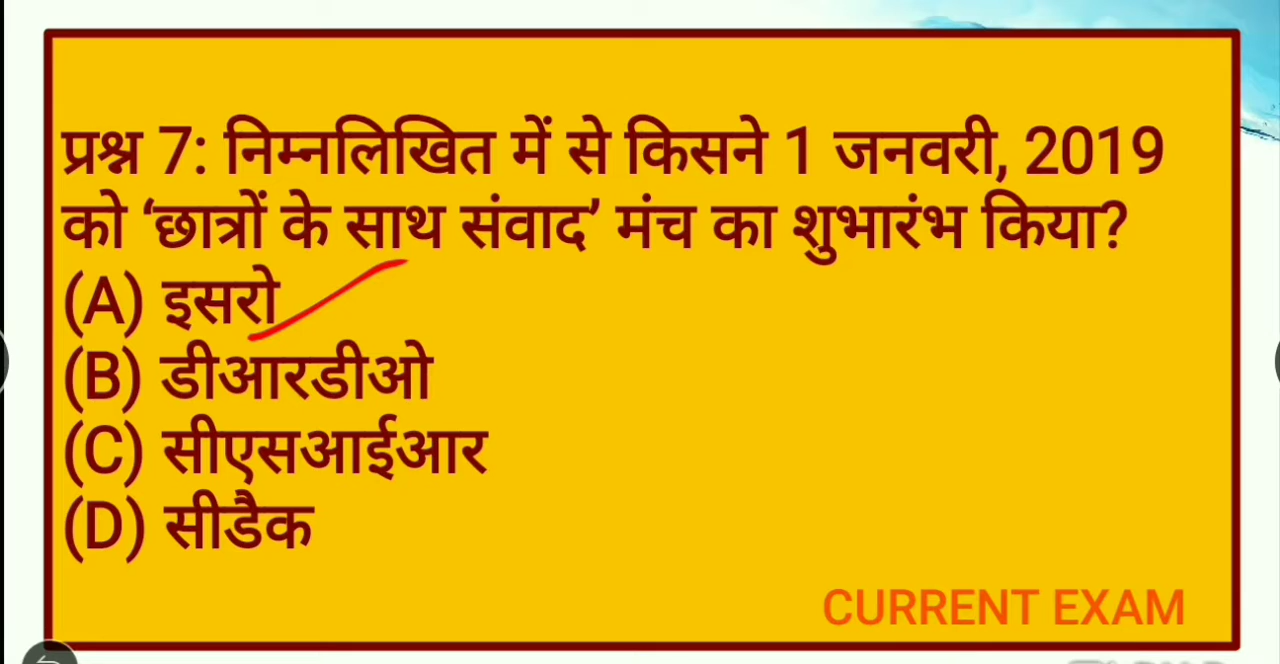 प्रश्न 7: निम्नलिखित में से किसने 1 जनवरी, 2019
को ‘छात्रों के साथ संवाद’ मंच का शुभारंभ किया?
(A) इसरो
(B) डीआरडीओ
(C) सीएसआईआर
(D) सीडैक
CURRENT EXAM